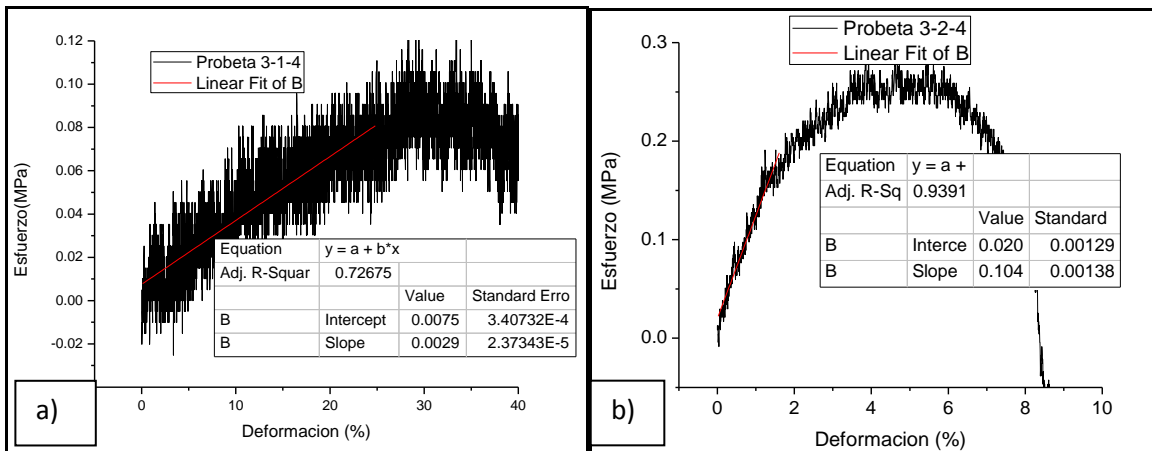 Probeta 3-1-4
Linear Fit of B
0.12
0.10
0.08
0.06
0.04
0.02
0.00
-0.02
Esfuerzo(MPa)
Equation y = a + b*x
Adj. R-Squar 0.72675
Value Standard Erro
B Intercept 0.0075 3.40732E-4
B Slope 0.0029 2.37343E-5
0 10 20 30 40
Deformacion (%)
a)
Probeta 3-2-4
Linear Fit of B
0.3
0.2
0.1
0.0
Esfuerzo (MPa)
Equation y = a +
Adj. R-Sq 0.9391
Value Standard
B Interce 0.020 0.00129
B Slope 0.104 0.00138
0 2 4 6 8 10
Deformacion (%)
b)